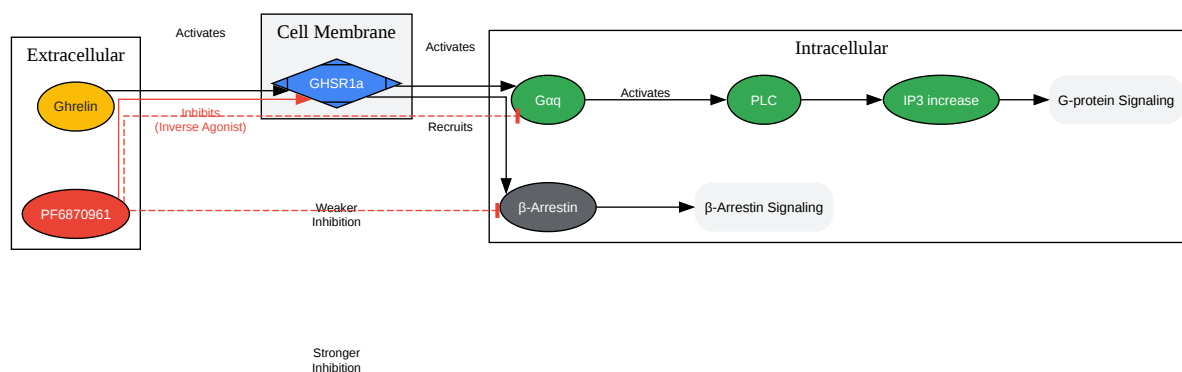 Extracellular
Cell Membrane
Intracellular
Activates
Activates
Ghrelin
GHSR1a
Gαq
Activates
PLC
IP3 increase
G-protein Signaling
Inhibits
(Inverse Agonist)
Recruits
PF6870961
Weaker
Inhibition
β-Arrestin
β-Arrestin Signaling
Stronger
Inhibition